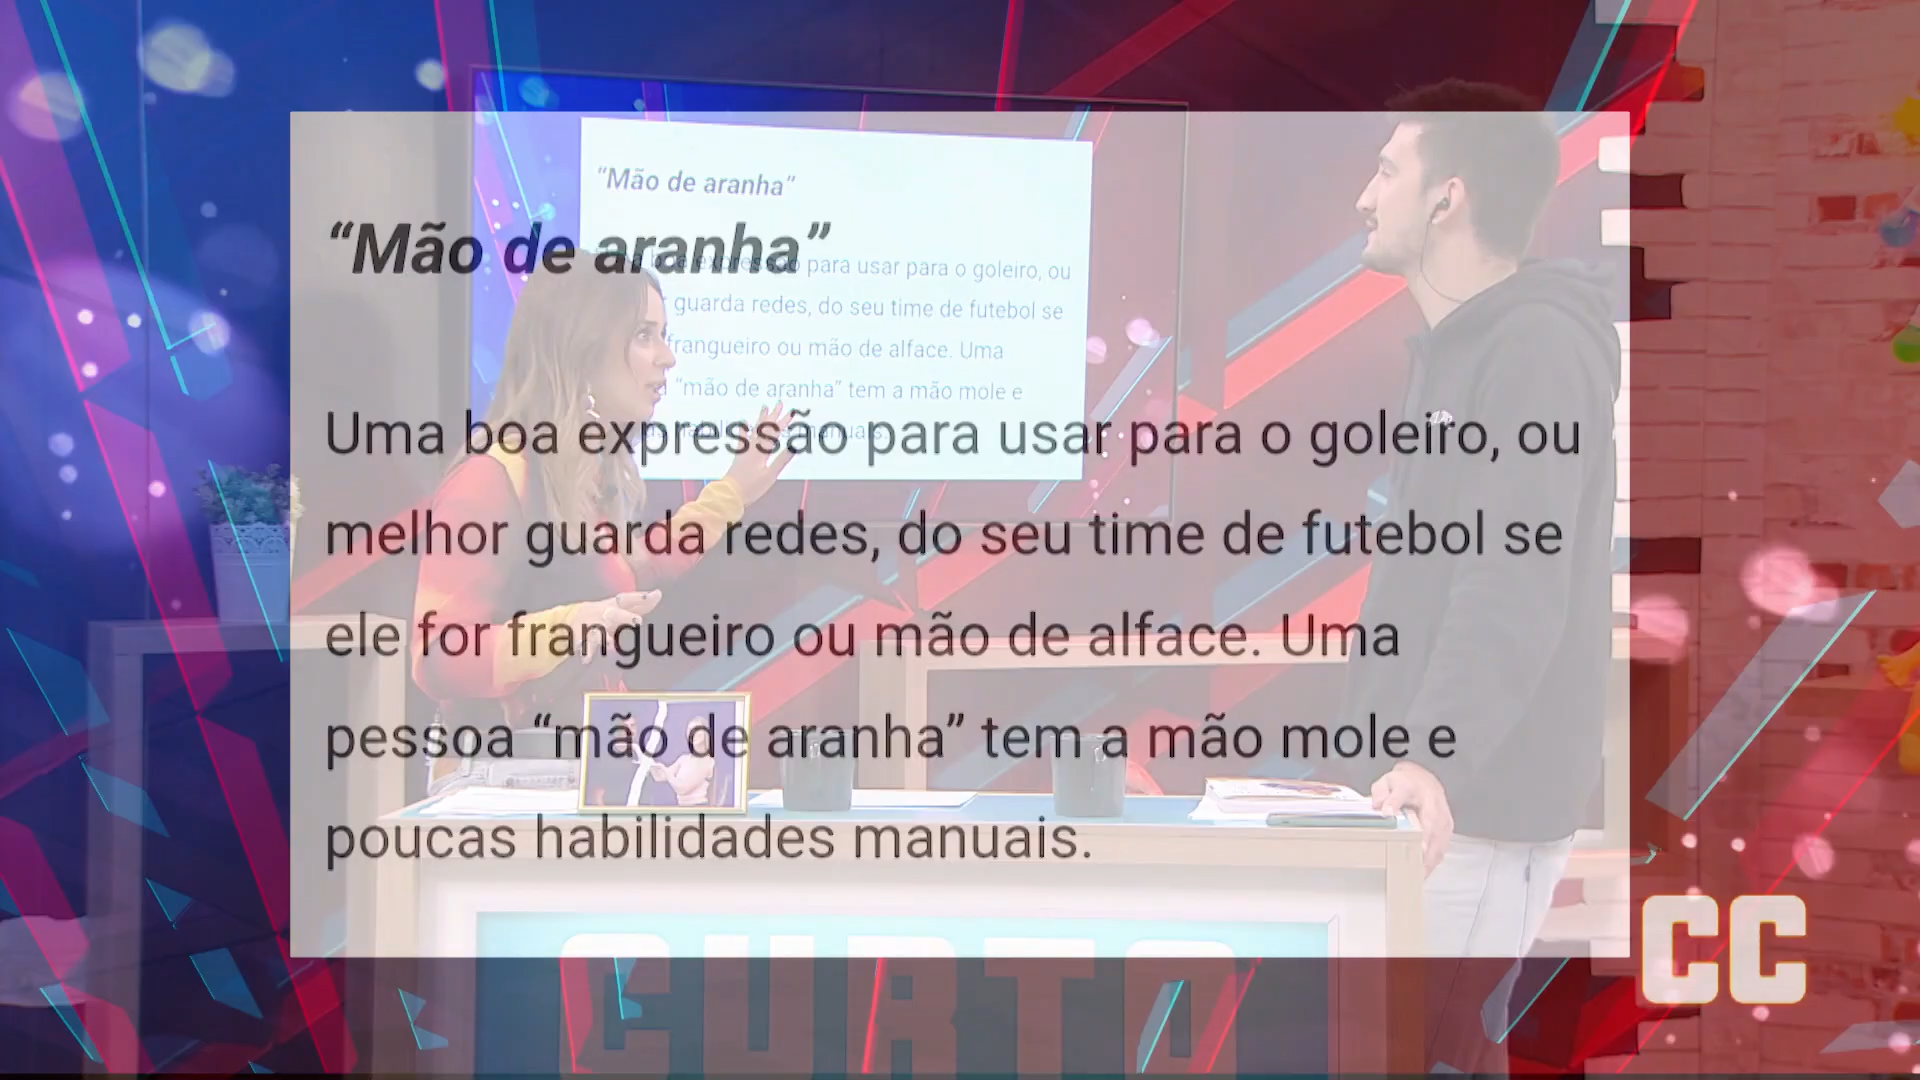 “Mão de aranha”
Uma boa expressão para usar para o goleiro, ou
melhor guarda redes, do seu time de futebol se
ele for frangueiro ou mão de alface. Uma
pessoa “mão de aranha” tem a mão mole e
poucas habilidades manuais.
“Mão de aranha”
boa expressão para usar para o goleiro, ou
guarda redes, do seu time de futebol se
frangueiro ou mão de alface. Uma
“mão de aranha” tem a mão mole e
CURTO
CC